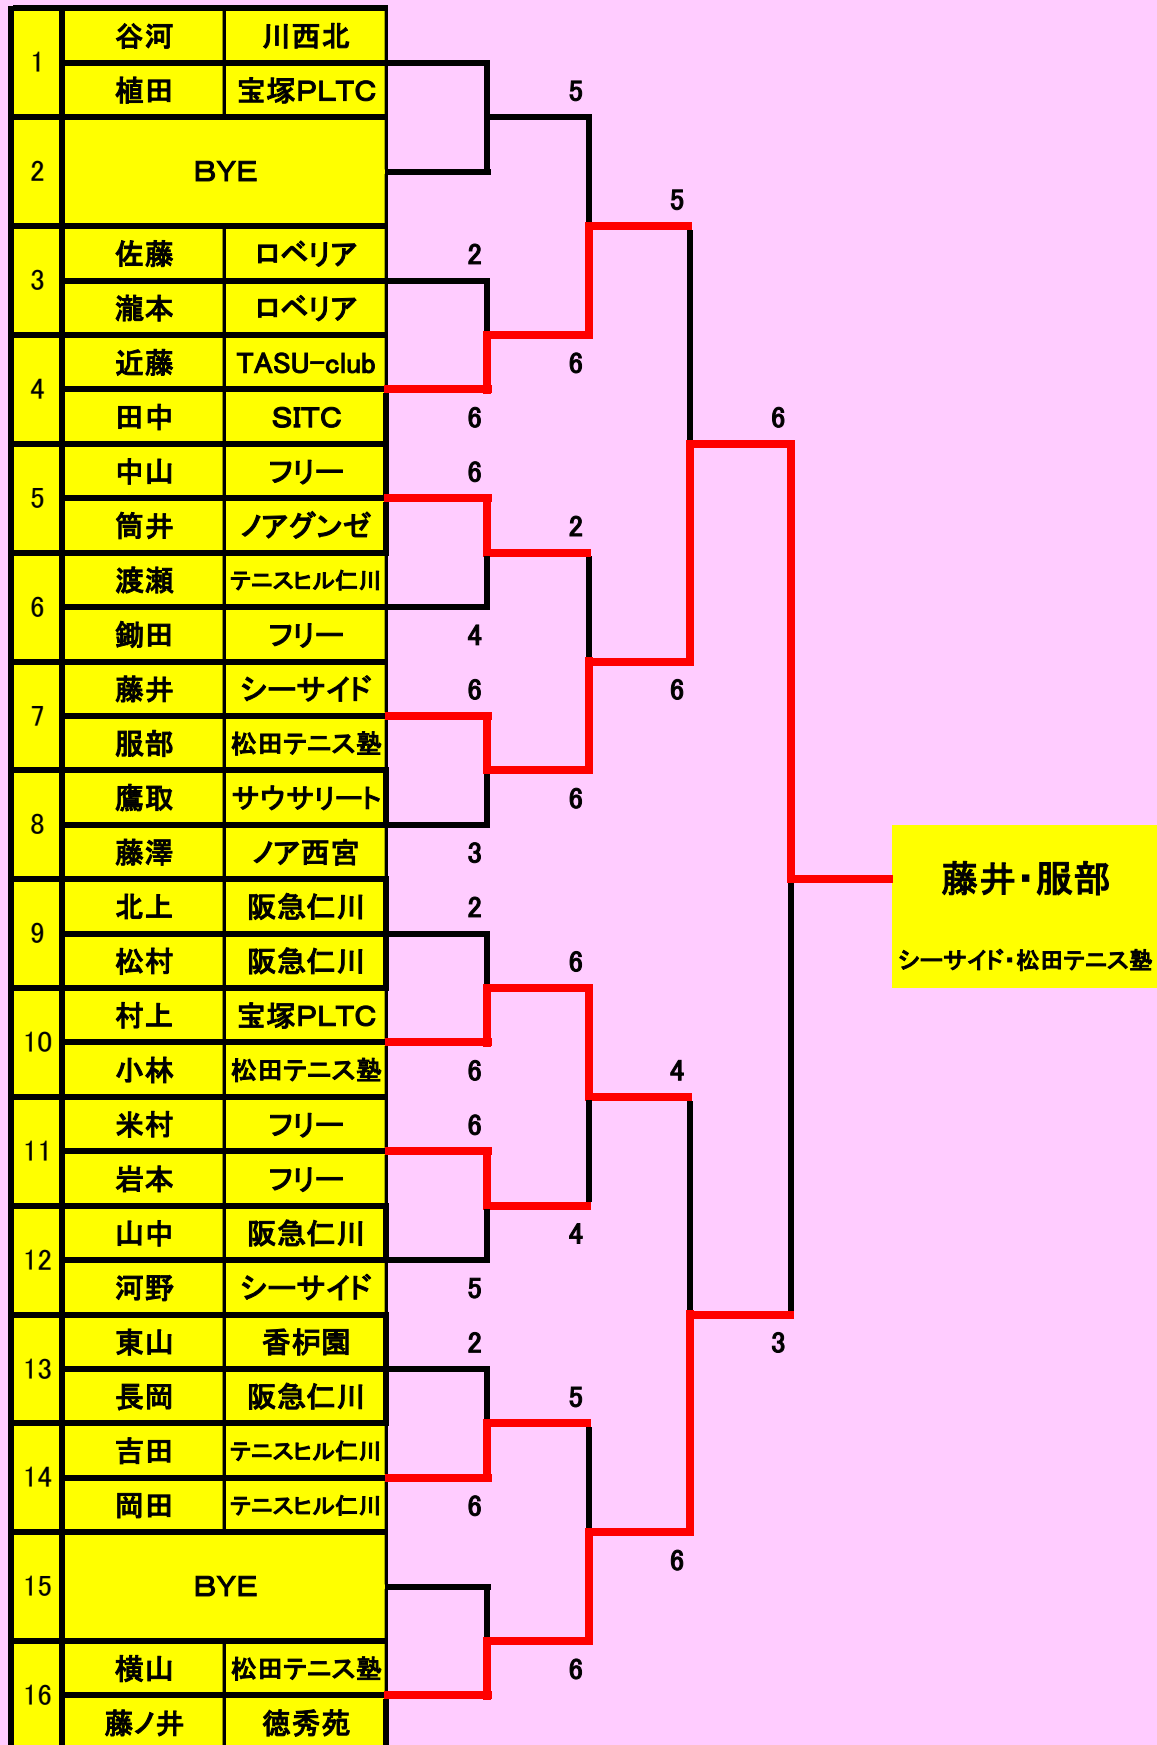 1
谷河 川西北
植田 宝塚PLTC
5
2
BYE
5
3
佐藤 ロベリア
2
瀧本 ロベリア
4
近藤 TASU-club
6
田中 SITC
6
6
5
中山 フリー
6
筒井 ノアグンゼ
2
6
渡瀬 テニスヒル仁川
鋤田 フリー
4
7
藤井 シーサイド
6
6
服部 松田テニス塾
8
鷹取 サウサリート
6
藤澤 ノア西宮
3
藤井・服部
シーサイド・松田テニス塾
9
北上 阪急仁川
2
松村 阪急仁川
6
10
村上 宝塚PLTC
小林 松田テニス塾
6
4
11
米村 フリー
6
岩本 フリー
12
山中 阪急仁川
4
河野 シーサイド
5
13
東山 香枦園
2
3
長岡 阪急仁川
5
14
吉田 テニスヒル仁川
岡田 テニスヒル仁川
6
15
BYE
6
16
横山 松田テニス塾
6
藤ノ井 徳秀苑